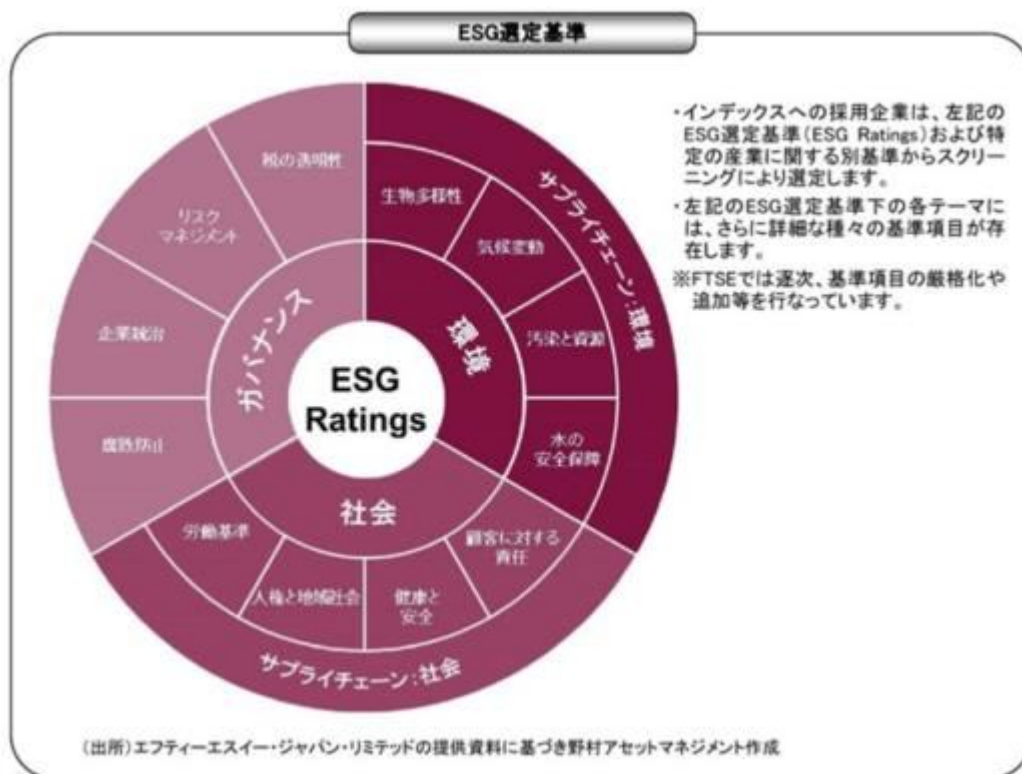 ESG選定基準
税の透明性
リスク
マネジメント
企業統治
腐敗防止
ガバナンス
生物多様性
気候変動
汚染と資源
水の
安全保障
環境
サプライチェーン:環境
ESG
Ratings
社会
労働基準
人権と地域社会
健康と
安全
顧客に対する
責任
サプライチェーン:社会
・インデックスへの採用企業は、左記の
ESG選定基準(ESG Ratings)および特
定の産業に関する別基準からスクリー
ニングにより選定します。
・左記のESG選定基準下の各テーマに
は、さらに詳細な種々の基準項目が存
在します。
※FTSEでは逐次、基準項目の厳格化や
追加等を行なっています。
(出所)エフティーエスイー・ジャパン・リミテッドの提供資料に基づき野村アセットマネジメント作成